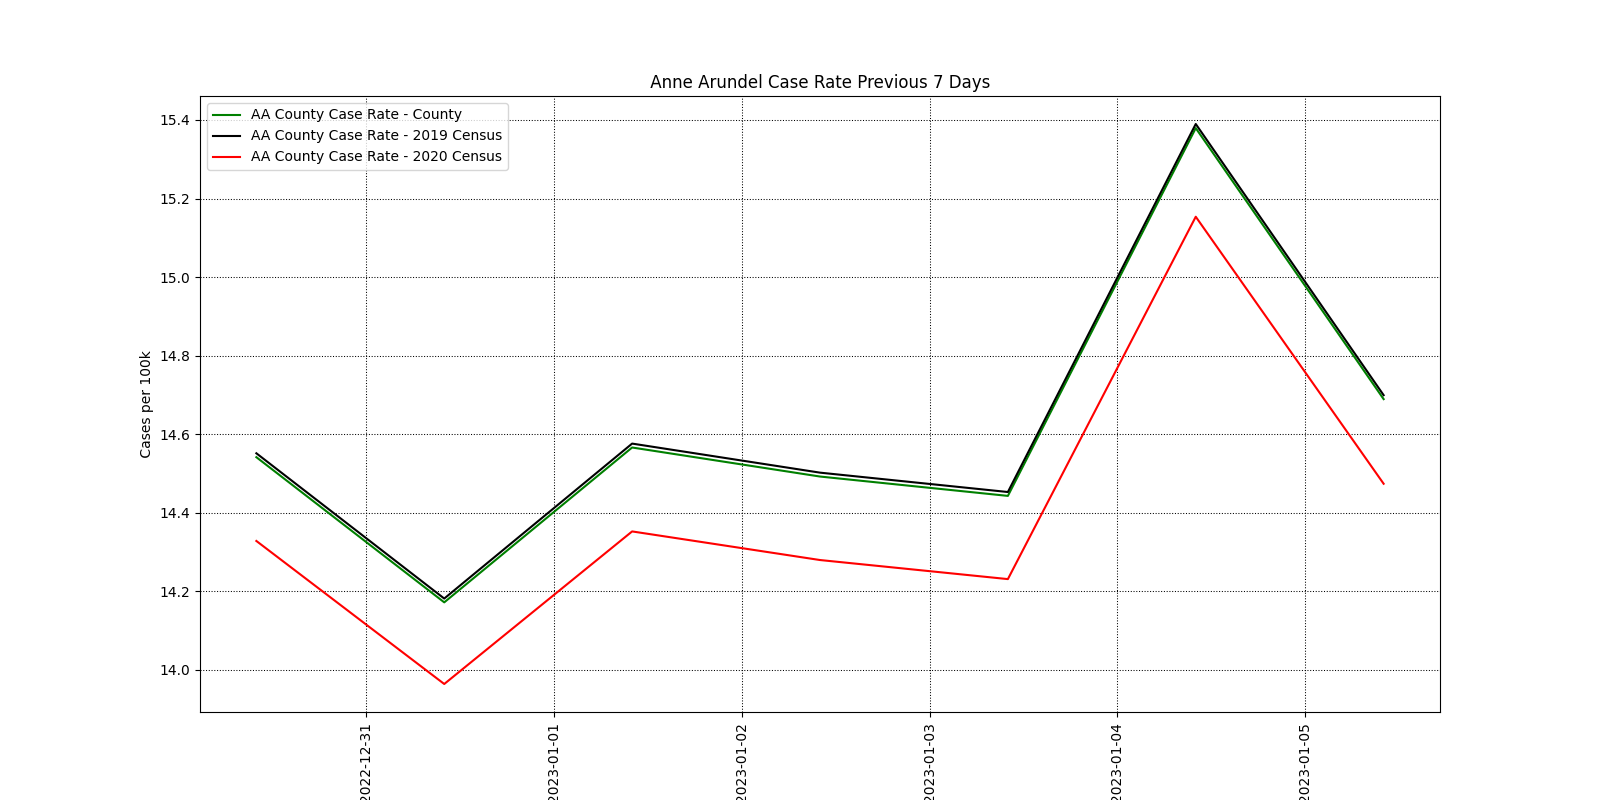 Anne Arundel Case Rate Previous 7 Days
AA County Case Rate - County
AA County Case Rate - 2019 Census
AA County Case Rate - 2020 Census
Cases per 100k
15.4
15.2
15.0
14.8
14.6
14.4
14.2
14.0
2022-12-31
2023-01-01
2023-01-02
2023-01-03
2023-01-04
2023-01-05